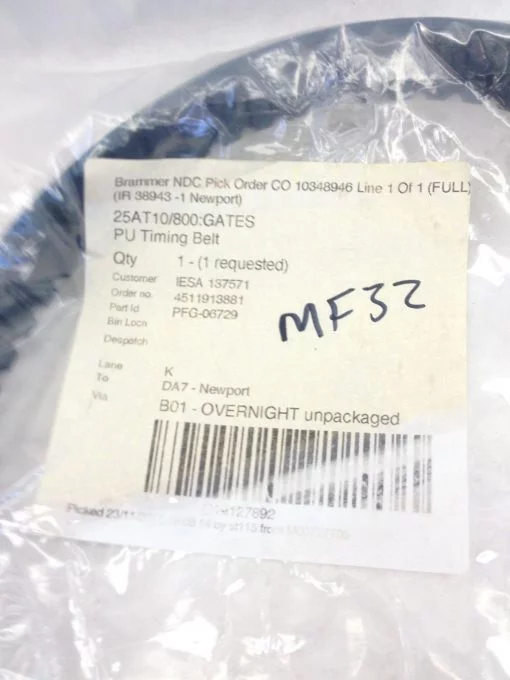 Brammer NDC Pick Order CO 10348946 Line 1 Of 1 (FULL)
(IR 38943 -1 Newport)
25AT10/800:GATES
PU Timing Belt
Qty 1 - (1 requested)
Customer IESA 137571
Order no. 4511913881
Part Id PFG-06729
Bin Locn
Despatch
MF32
Lane K
To DA7 - Newport
Via B01 - OVERNIGHT unpackaged
Picked by st115